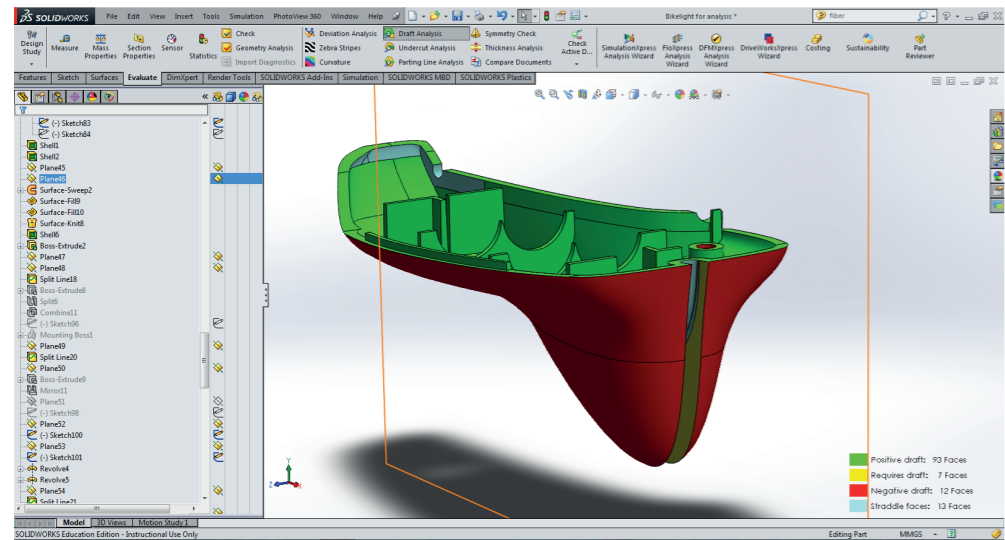 SOLIDWORKS File Edit View Insert Tools Simulation PhotoView 360 Window Help Bikelight for analysis * fiber
Design Study Measure Mass Properties Section Properties Sensor Statistics Check Geometry Analysis Import Diagnostics Deviation Analysis Zebra Stripes Curvature Draft Analysis Undercut Analysis Parting Line Analysis Symmetry Check Thickness Analysis Compare Documents Check Active D... SimulationXpress Analysis Wizard FloXpress Analysis Wizard DFMXpress Analysis Wizard DriveWorksXpress Wizard Costing Sustainability Part Reviewer
Features Sketch Surfaces Evaluate DimXpert Render Tools SOLIDWORKS Add-Ins Simulation SOLIDWORKS MBD SOLIDWORKS Plastics
(-) Sketch83
(-) Sketch84
Shell1
Shell2
Plane45
Plane46
Surface-Sweep2
Surface-Fill9
Surface-Fill10
Surface-Knit8
Shell6
Boss-Extrude2
Plane47
Plane48
Split Line18
Boss-Extrude8
Split6
Combine11
(-) Sketch96
Mounting Boss1
Plane49
Split Line20
Plane50
Boss-Extrude9
Mirror11
Plane51
(-) Sketch98
Plane52
(-) Sketch100
Plane53
(-) Sketch101
Revolve4
Revolve5
Plane54
Split Line21
Y
Z X
Positive draft: 93 Faces
Requires draft: 7 Faces
Negative draft: 12 Faces
Straddle faces: 13 Faces
Model 3D Views Motion Study 1
SOLIDWORKS Education Edition - Instructional Use Only Editing Part MMGS